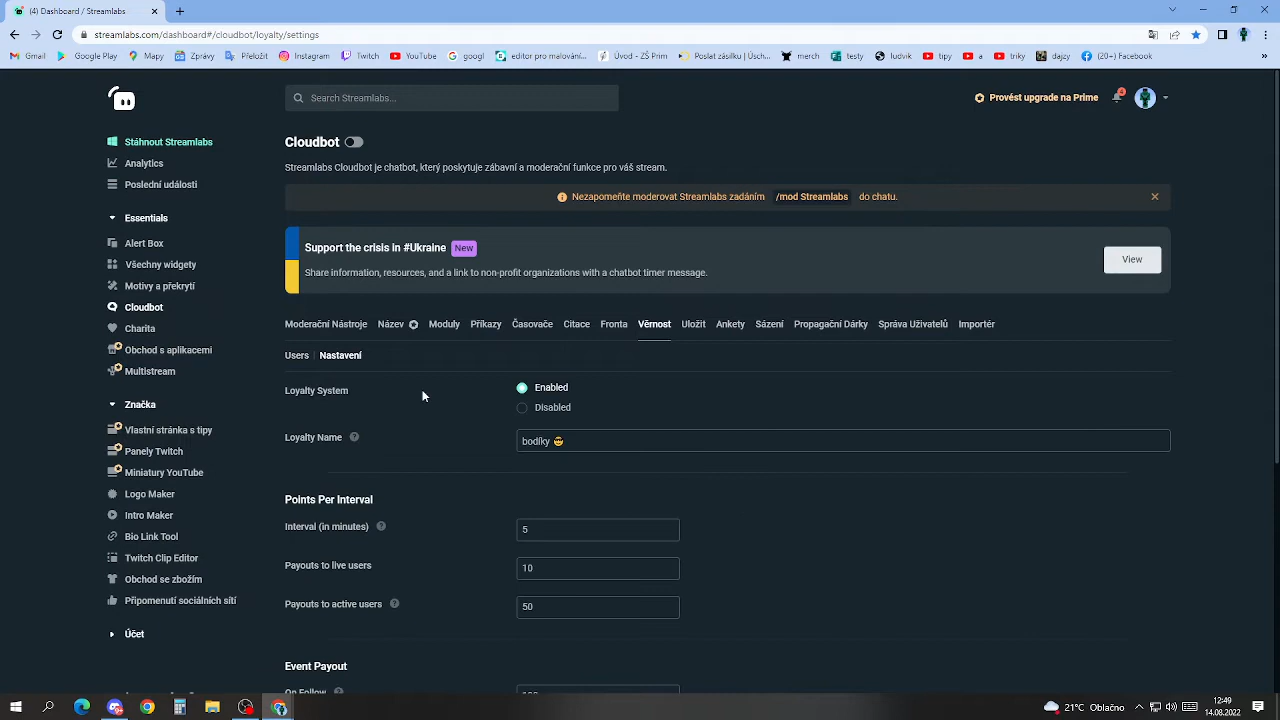 (4) Dashboard / Streamlabs
streamlabs.com/dashboard#/cloudbot/loyalty/settings
Gmail Google Play Mapy Zprávy Přeložit Instagram Twitch YouTube googl editor pro malování... Úvod - ZŠ Prim Poslat zásilku | Úsch... merch testy ludvik tipy a triky dajzy (20+) Facebook
Search Streamlabs...
Provést upgrade na Prime
4
Stáhnout Streamlabs
Analytics
Poslední události
Essentials
Alert Box
Všechny widgety
Motivy a překrytí
Cloudbot
Charita
Obchod s aplikacemi
Multistream
Značka
Vlastní stránka s tipy
Panely Twitch
Miniatury YouTube
Logo Maker
Intro Maker
Bio Link Tool
Twitch Clip Editor
Obchod se zbožím
Připomenutí sociálních sítí
Účet
Cloudbot
Streamlabs Cloudbot je chatbot, který poskytuje zábavní a moderační funkce pro váš stream.
Nezapomeňte moderovat Streamlabs zadáním /mod Streamlabs do chatu.
Support the crisis in #Ukraine New
Share information, resources, and a link to non-profit organizations with a chatbot timer message.
View
Moderační Nástroje Název Moduly Příkazy Časovače Citace Fronta Věrnost Uložit Ankety Sázení Propagační Dárky Správa Uživatelů Importér
Users | Nastavení
Loyalty System
Enabled
Disabled
Loyalty Name
bodíky 😎
Points Per Interval
Interval (in minutes)
5
Payouts to live users
10
Payouts to active users
50
Event Payout
On Follow
21°C Oblačno
12:49
14.08.2022